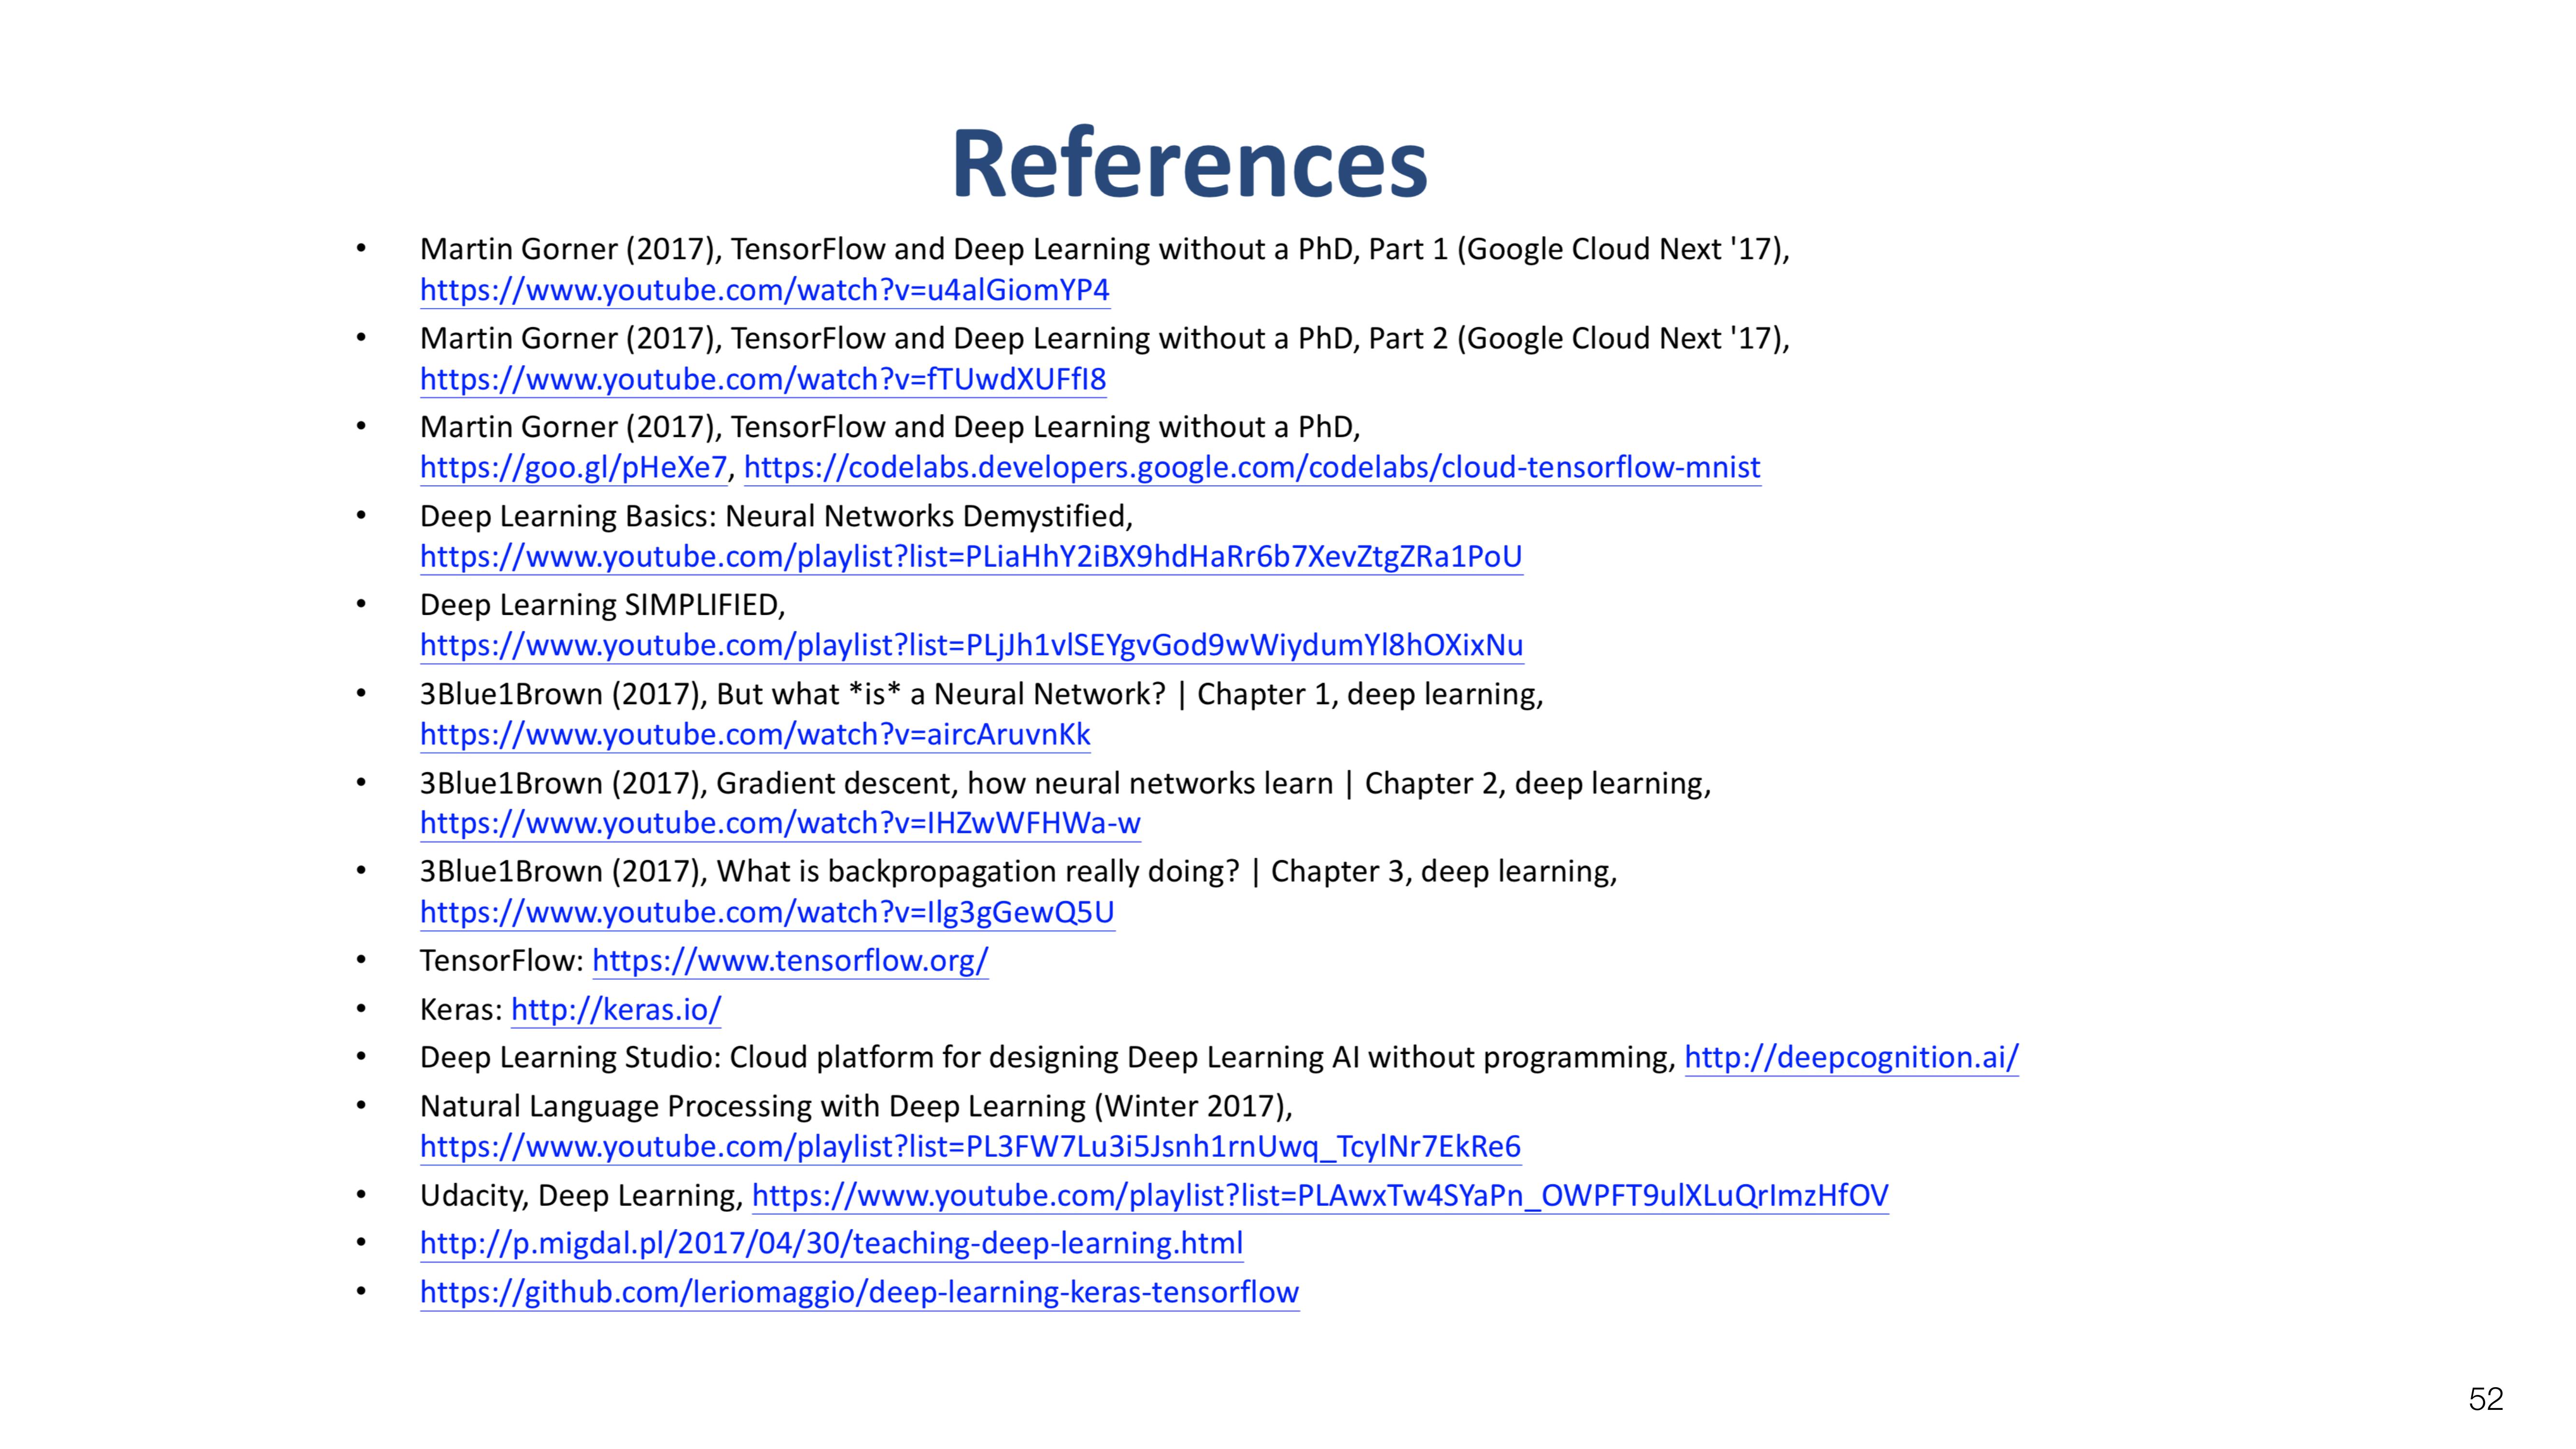 References
• Martin Gorner (2017), TensorFlow and Deep Learning without a PhD, Part 1 (Google Cloud Next '17),
https://www.youtube.com/watch?v=u4alGiomYP4
• Martin Gorner (2017), TensorFlow and Deep Learning without a PhD, Part 2 (Google Cloud Next '17),
https://www.youtube.com/watch?v=fTUwdXUFfI8
• Martin Gorner (2017), TensorFlow and Deep Learning without a PhD,
https://goo.gl/pHeXe7, https://codelabs.developers.google.com/codelabs/cloud-tensorflow-mnist
• Deep Learning Basics: Neural Networks Demystified,
https://www.youtube.com/playlist?list=PLiaHhY2iBX9hdHaRr6b7XevZtgZRa1PoU
• Deep Learning SIMPLIFIED,
https://www.youtube.com/playlist?list=PLjJh1vlSEYgvGod9wWiydumYl8hOXixNu
• 3Blue1Brown (2017), But what *is* a Neural Network? | Chapter 1, deep learning,
https://www.youtube.com/watch?v=aircAruvnKk
• 3Blue1Brown (2017), Gradient descent, how neural networks learn | Chapter 2, deep learning,
https://www.youtube.com/watch?v=IHZwWFHWa-w
• 3Blue1Brown (2017), What is backpropagation really doing? | Chapter 3, deep learning,
https://www.youtube.com/watch?v=Ilg3gGewQ5U
• TensorFlow: https://www.tensorflow.org/
• Keras: http://keras.io/
• Deep Learning Studio: Cloud platform for designing Deep Learning AI without programming, http://deepcognition.ai/
• Natural Language Processing with Deep Learning (Winter 2017),
https://www.youtube.com/playlist?list=PL3FW7Lu3i5Jsnh1rnUwq_TcylNr7EkRe6
• Udacity, Deep Learning, https://www.youtube.com/playlist?list=PLAwxTw4SYaPn_OWPFT9ulXLuQrImzHfOV
• http://p.migdal.pl/2017/04/30/teaching-deep-learning.html
• https://github.com/leriomaggio/deep-learning-keras-tensorflow
52